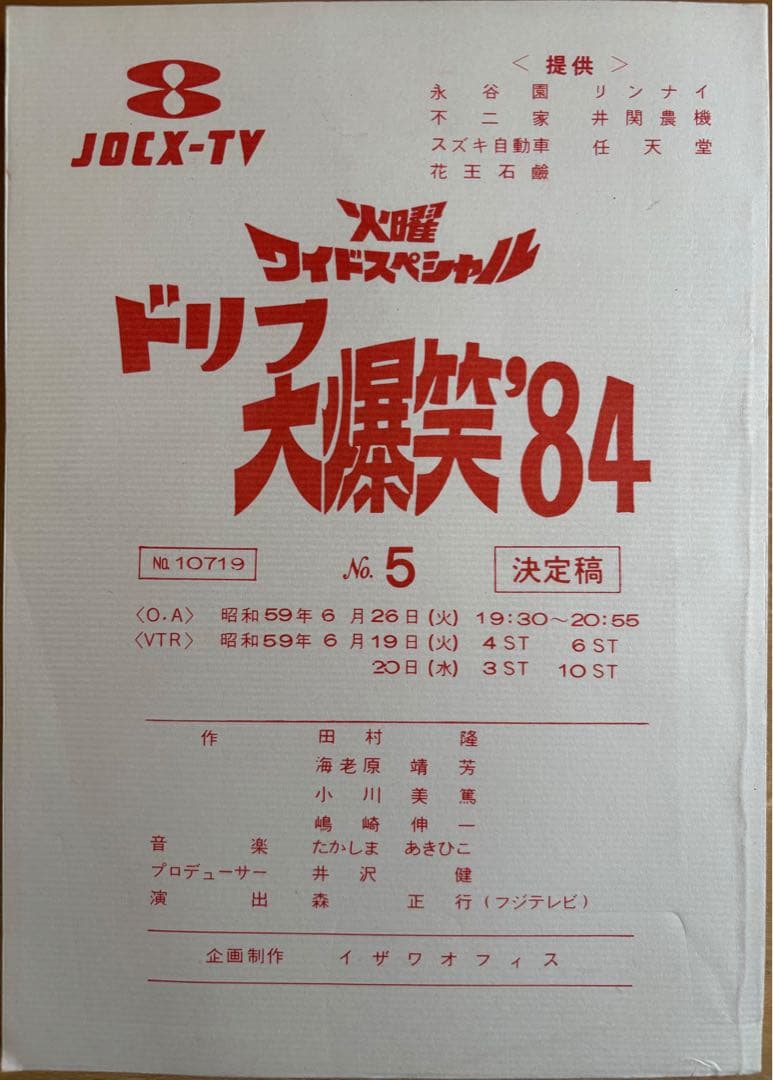 JOCX-TV
＜提供＞
永谷園 リンナイ
不二家 井関農機
スズキ自動車 任天堂
花王石鹼
火曜
ワイドスペシャル
ドリフ
大爆笑'84
No.10719 No. 5 決定稿
〈O.A〉 昭和59年6月26日(火) 19:30〜20:55
〈VTR〉 昭和59年6月19日(火) 4ST 6ST
20日(水) 3ST 10ST
作 田村隆
海老原靖芳
小川美篤
嶋崎伸一
音楽 たかしまあきひこ
プロデューサー 井沢健
演出 森正行(フジテレビ)
企画制作 イザワオフィス